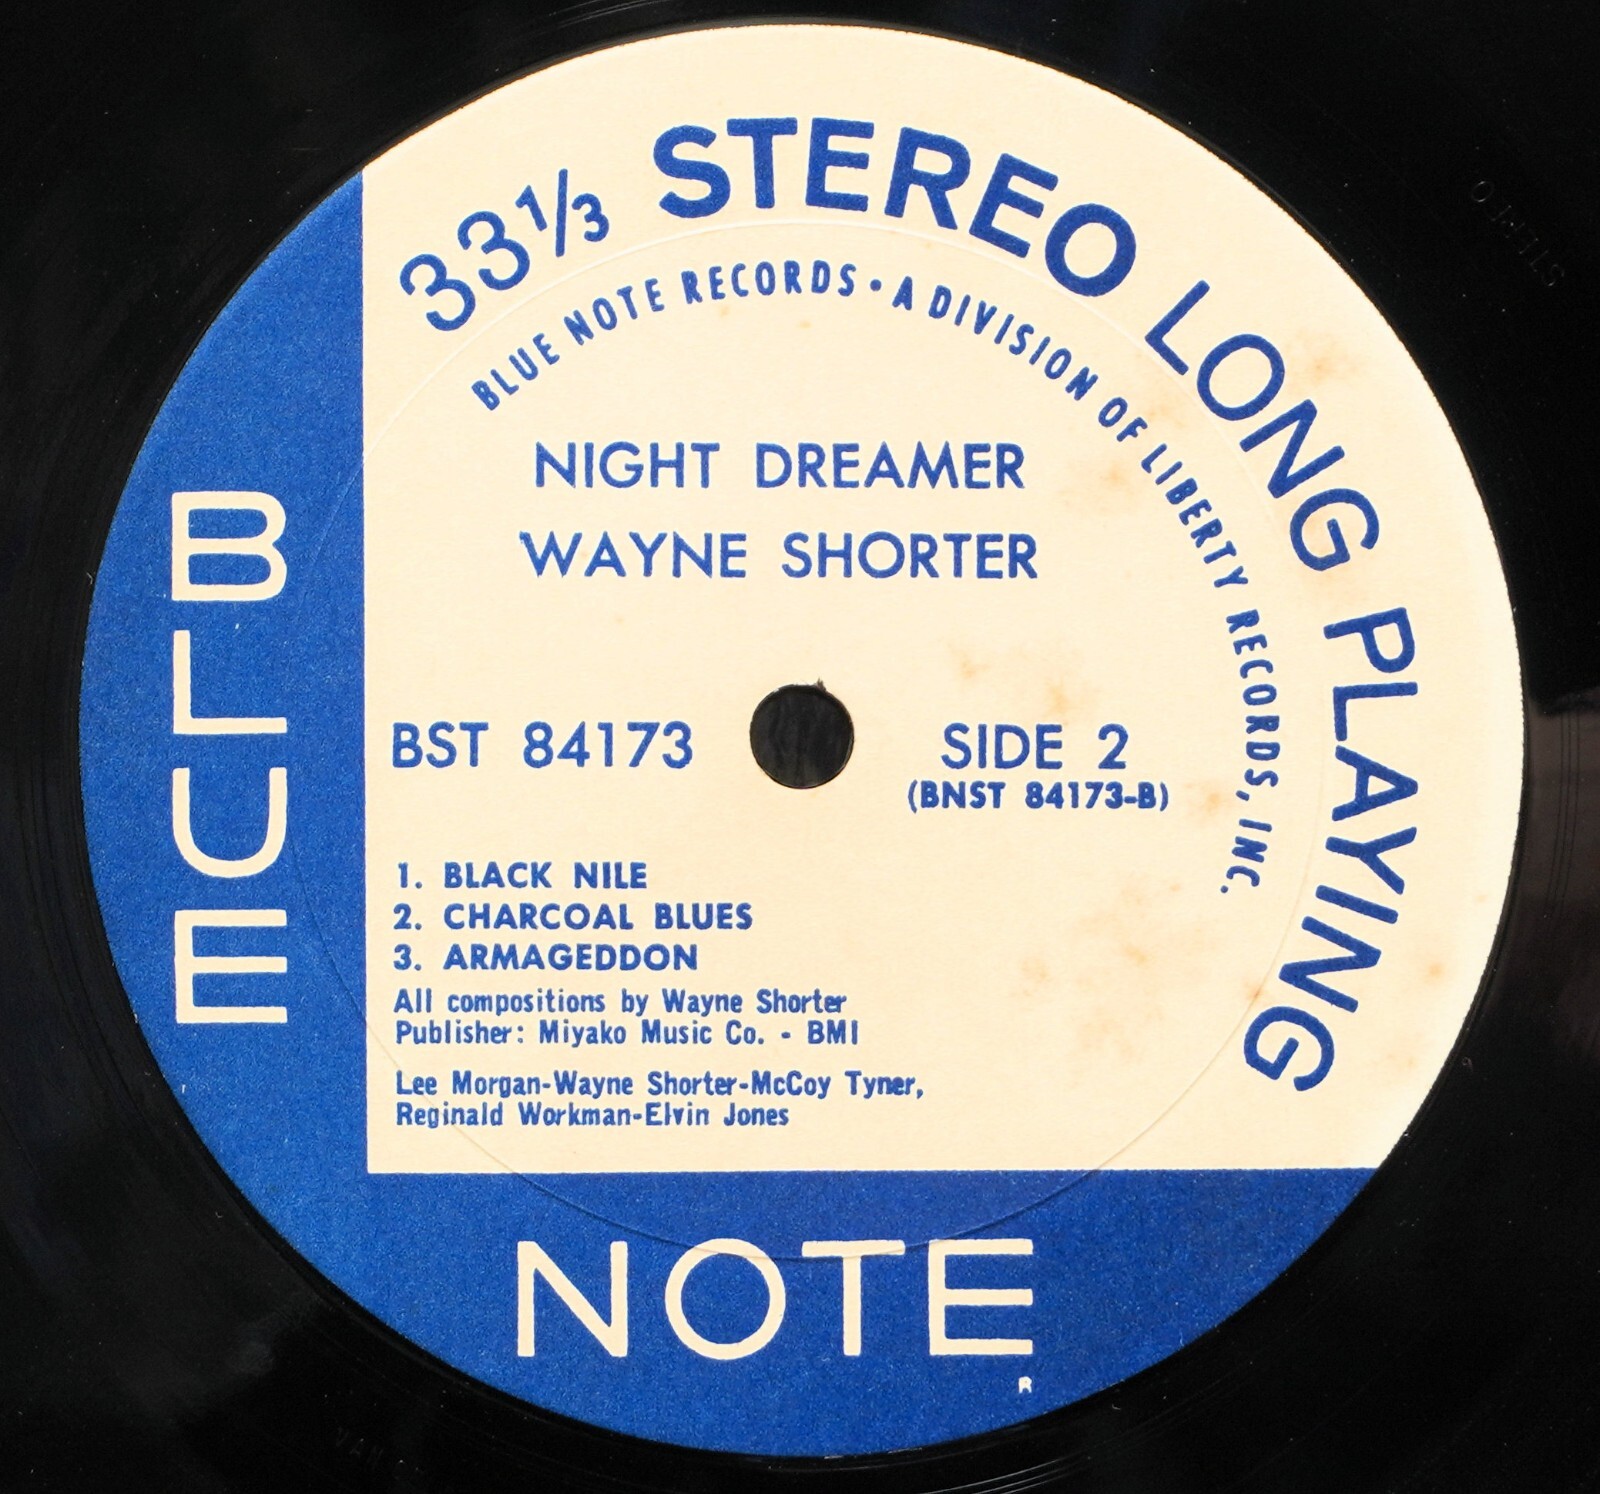 33⅓ STEREO LONG PLAYING
BLUE NOTE RECORDS • A DIVISION OF LIBERTY RECORDS, INC.
NIGHT DREAMER
WAYNE SHORTER
BST 84173
SIDE 2
(BNST 84173-B)
1. BLACK NILE
2. CHARCOAL BLUES
3. ARMAGEDDON
All compositions by Wayne Shorter
Publisher: Miyako Music Co. - BMI
Lee Morgan-Wayne Shorter-McCoy Tyner,
Reginald Workman-Elvin Jones
BLUE
NOTE
R
STEREO
VAN